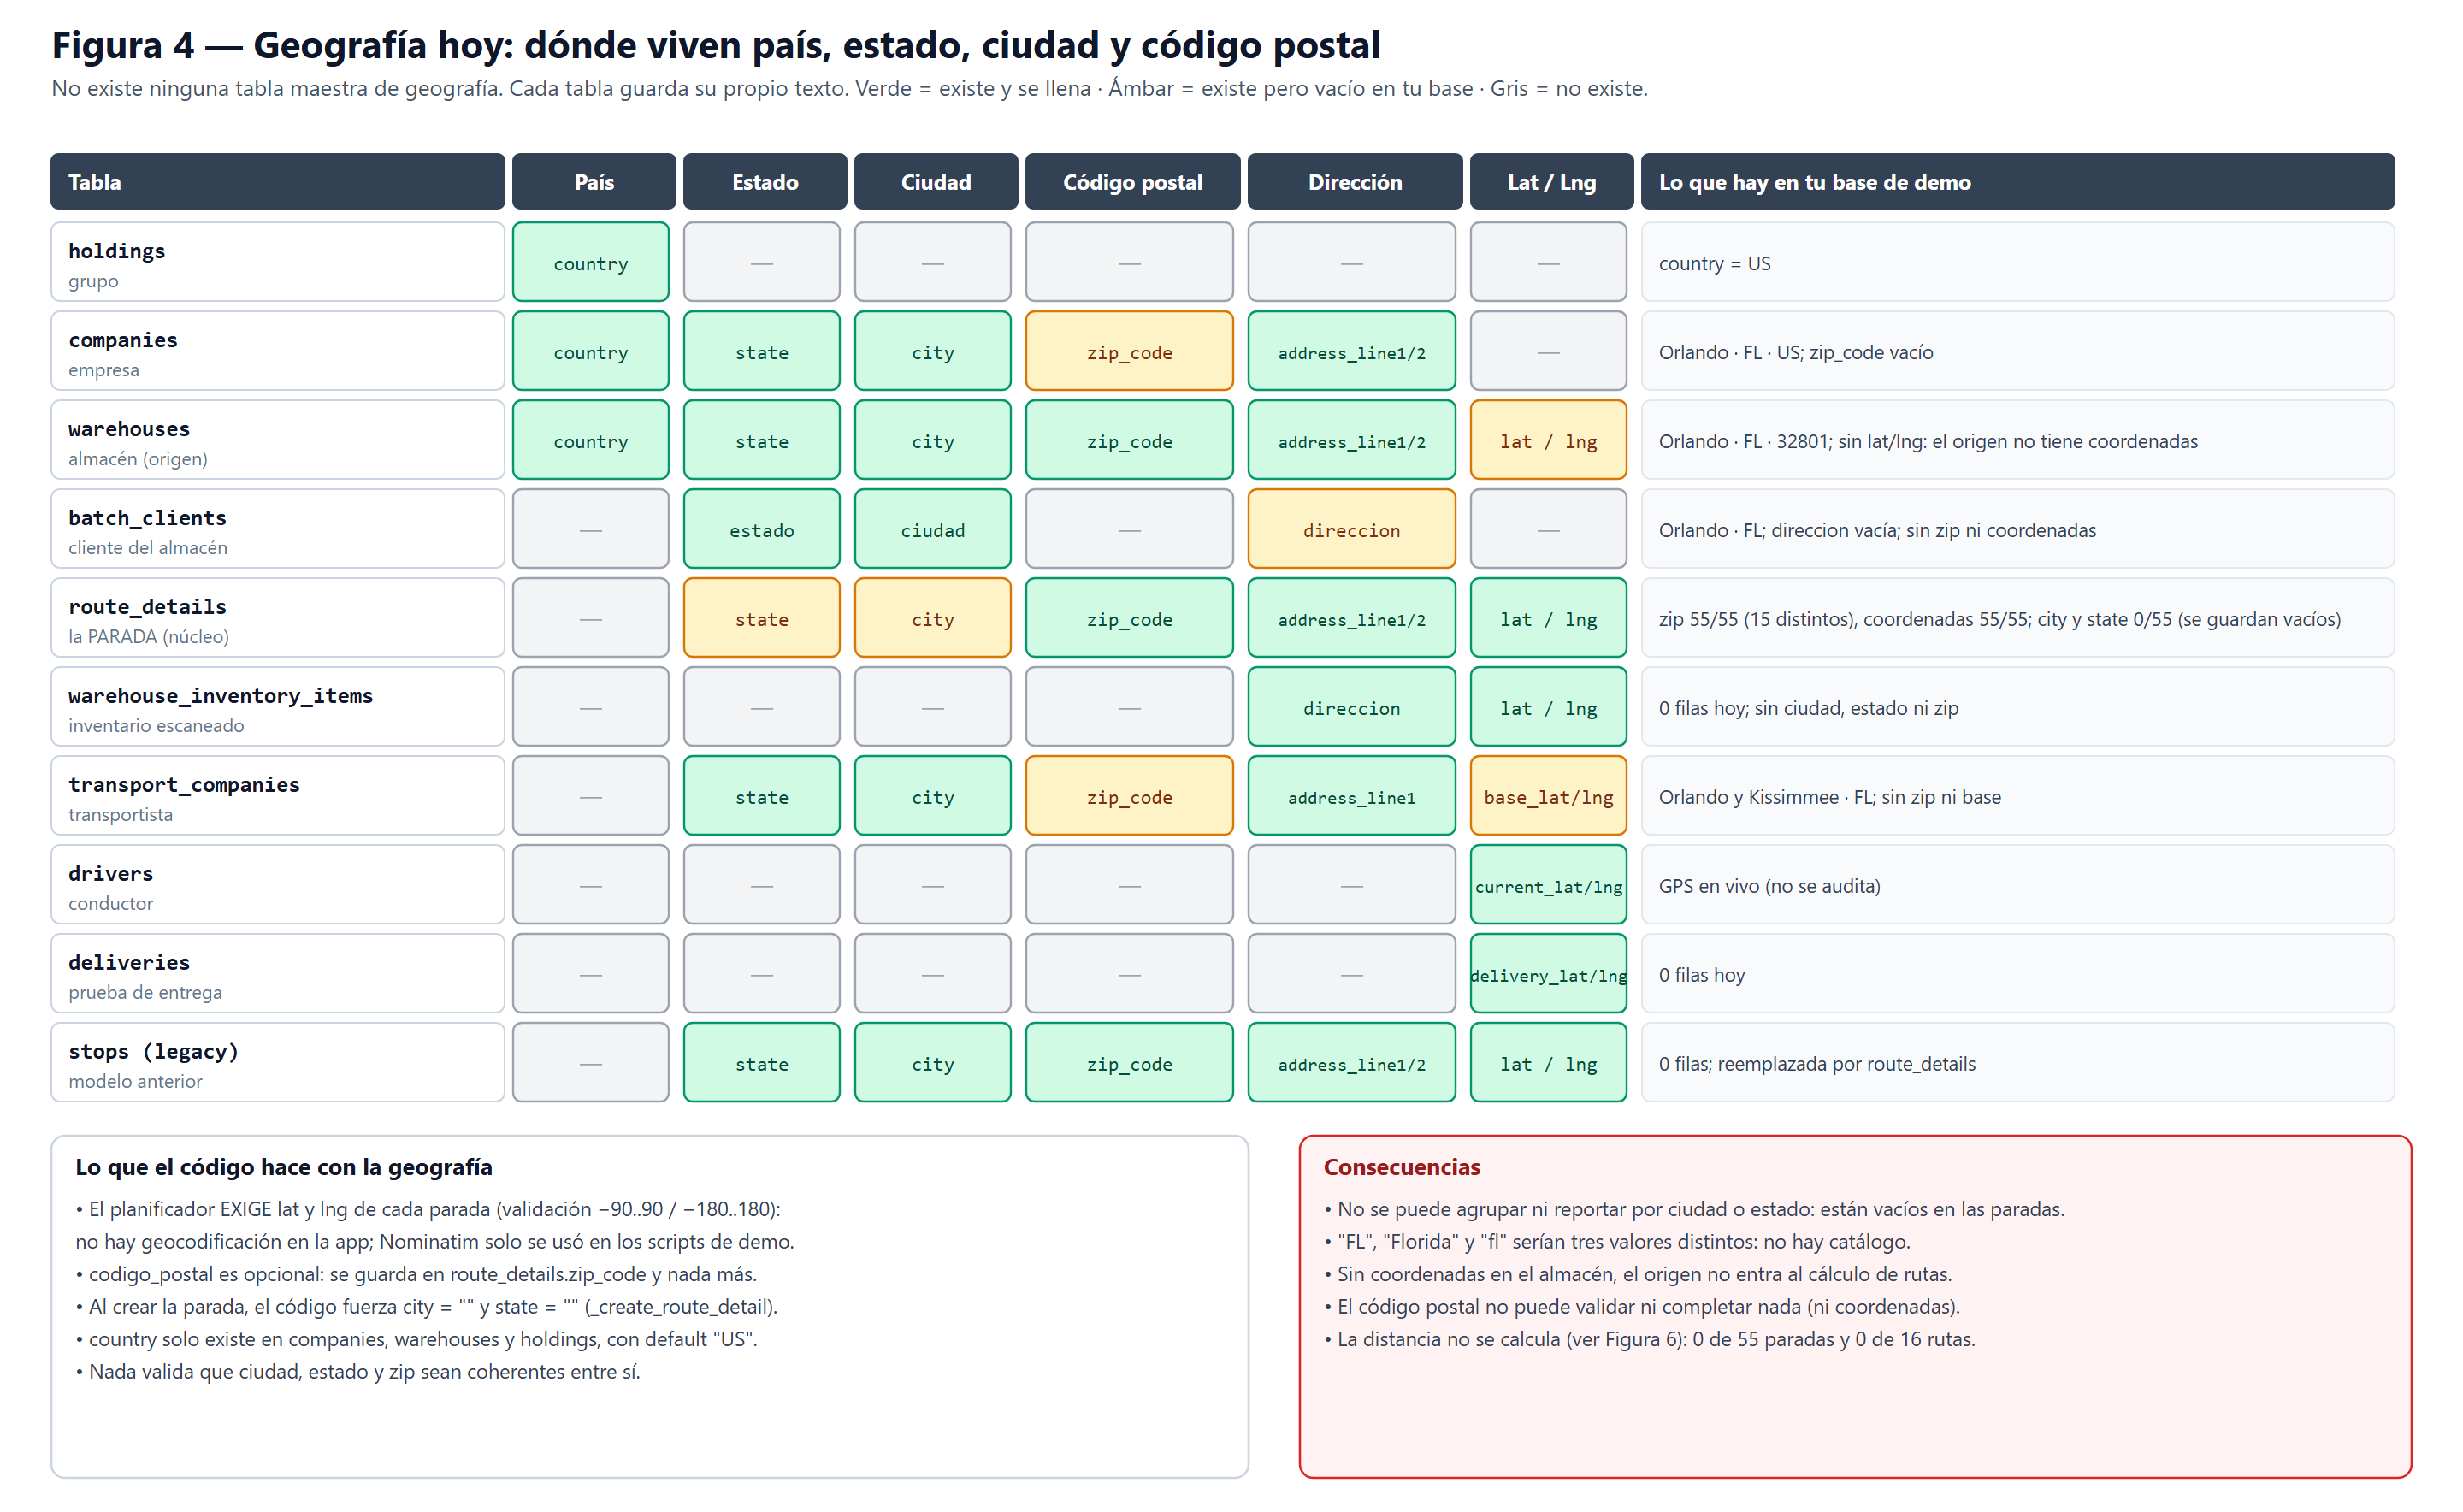 Figura 4 — Geografía hoy: dónde viven país, estado, ciudad y código postal
No existe ninguna tabla maestra de geografía. Cada tabla guarda su propio texto. Verde = existe y se llena · Ámbar = existe pero vacío en tu base · Gris = no existe.
Tabla País Estado Ciudad Código postal Dirección Lat / Lng Lo que hay en tu base de demo
holdings
grupo
country — — — — — country = US
companies
empresa
country state city zip_code address_line1/2 — Orlando · FL · US; zip_code vacío
warehouses
almacén (origen)
country state city zip_code address_line1/2 lat / lng Orlando · FL · 32801; sin lat/lng: el origen no tiene coordenadas
batch_clients
cliente del almacén
— estado ciudad — direccion — Orlando · FL; direccion vacía; sin zip ni coordenadas
route_details
la PARADA (núcleo)
— state city zip_code address_line1/2 lat / lng zip 55/55 (15 distintos), coordenadas 55/55; city y state 0/55 (se guardan vacíos)
warehouse_inventory_items
inventario escaneado
— — — — direccion lat / lng 0 filas hoy; sin ciudad, estado ni zip
transport_companies
transportista
— state city zip_code address_line1 base_lat/lng Orlando y Kissimmee · FL; sin zip ni base
drivers
conductor
— — — — — current_lat/lng GPS en vivo (no se audita)
deliveries
prueba de entrega
— — — — — delivery_lat/lng 0 filas hoy
stops (legacy)
modelo anterior
— state city zip_code address_line1/2 lat / lng 0 filas; reemplazada por route_details
Lo que el código hace con la geografía
• El planificador EXIGE lat y lng de cada parada (validación −90..90 / −180..180):
no hay geocodificación en la app; Nominatim solo se usó en los scripts de demo.
• codigo_postal es opcional: se guarda en route_details.zip_code y nada más.
• Al crear la parada, el código fuerza city = "" y state = "" (_create_route_detail).
• country solo existe en companies, warehouses y holdings, con default "US".
• Nada valida que ciudad, estado y zip sean coherentes entre sí.
Consecuencias
• No se puede agrupar ni reportar por ciudad o estado: están vacíos en las paradas.
• "FL", "Florida" y "fl" serían tres valores distintos: no hay catálogo.
• Sin coordenadas en el almacén, el origen no entra al cálculo de rutas.
• El código postal no puede validar ni completar nada (ni coordenadas).
• La distancia no se calcula (ver Figura 6): 0 de 55 paradas y 0 de 16 rutas.